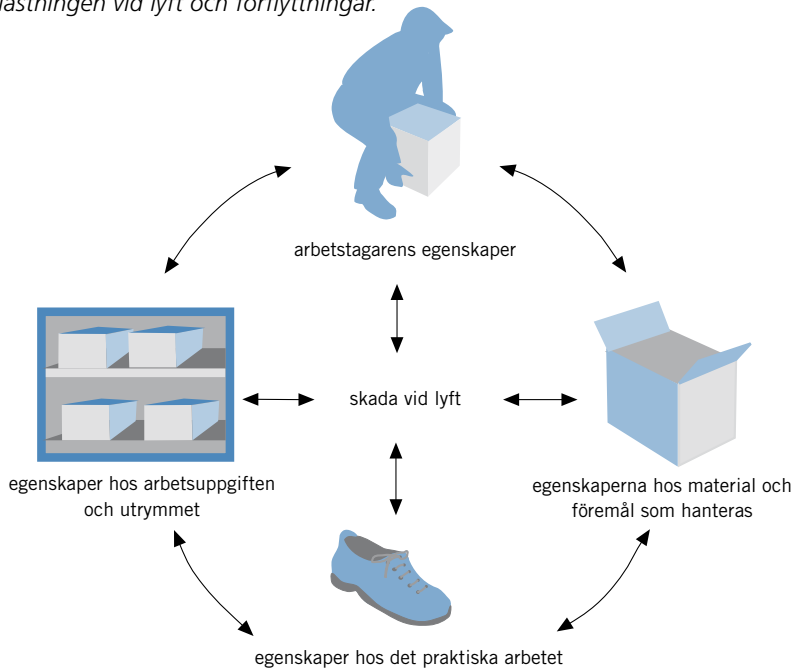 lastningen vid lyft och förflyttningar.
arbetstagarens egenskaper
skada vid lyft
egenskaper hos arbetsuppgiften
och utrymmet
egenskaperna hos material och
föremål som hanteras
egenskaper hos det praktiska arbetet